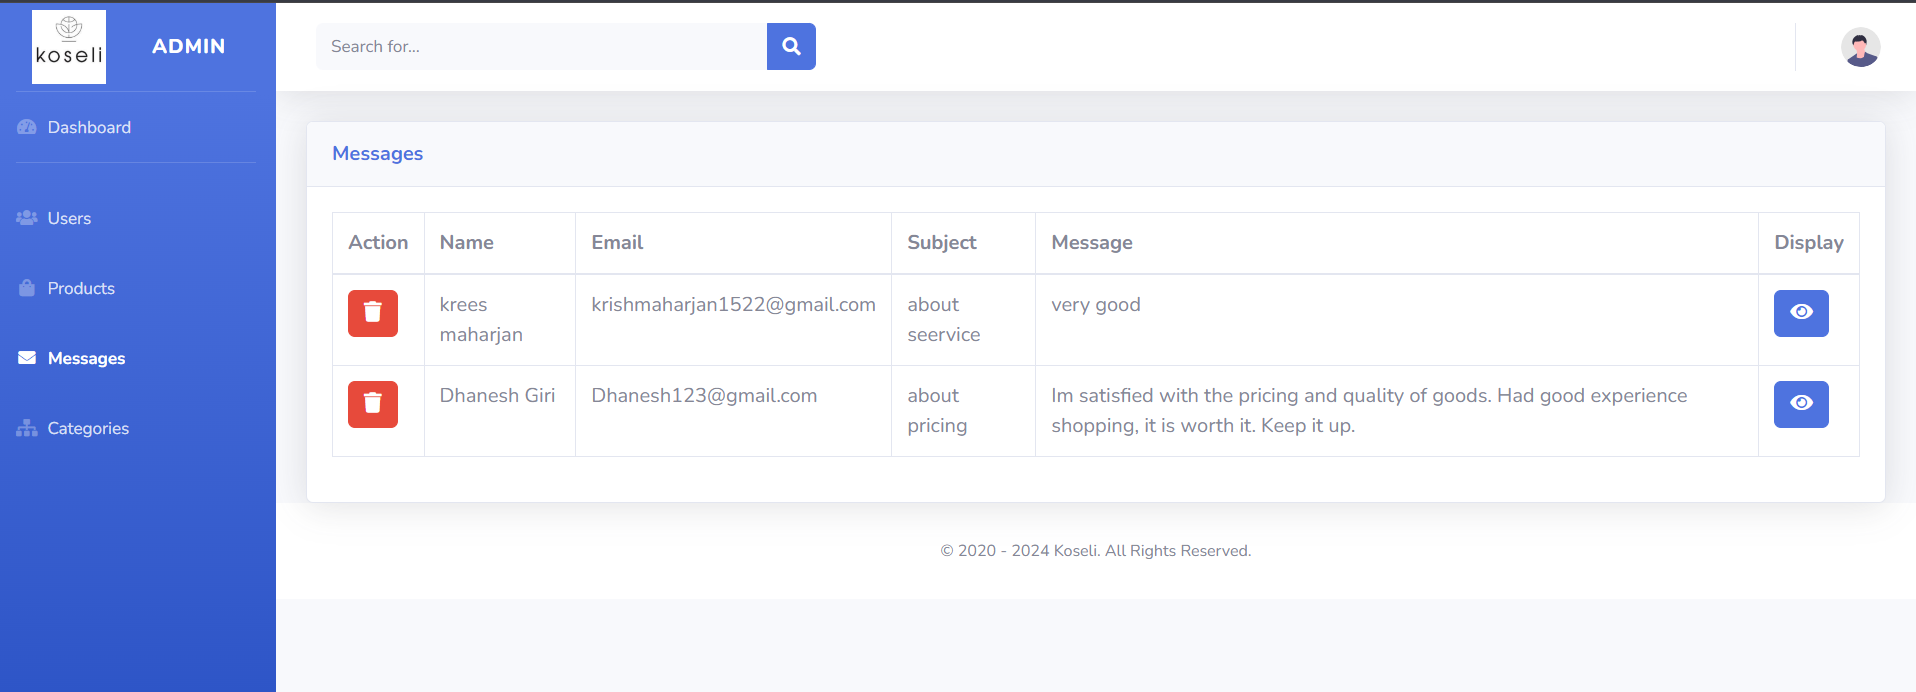 koseli
ADMIN
Search for...
Dashboard
Users
Products
Messages
Categories
Messages
Action Name Email Subject Message Display
krees
maharjan
krishmaharjan1522@gmail.com
about
seervice
very good
Dhanesh Giri
Dhanesh123@gmail.com
about
pricing
Im satisfied with the pricing and quality of goods. Had good experience
shopping, it is worth it. Keep it up.
© 2020 - 2024 Koseli. All Rights Reserved.